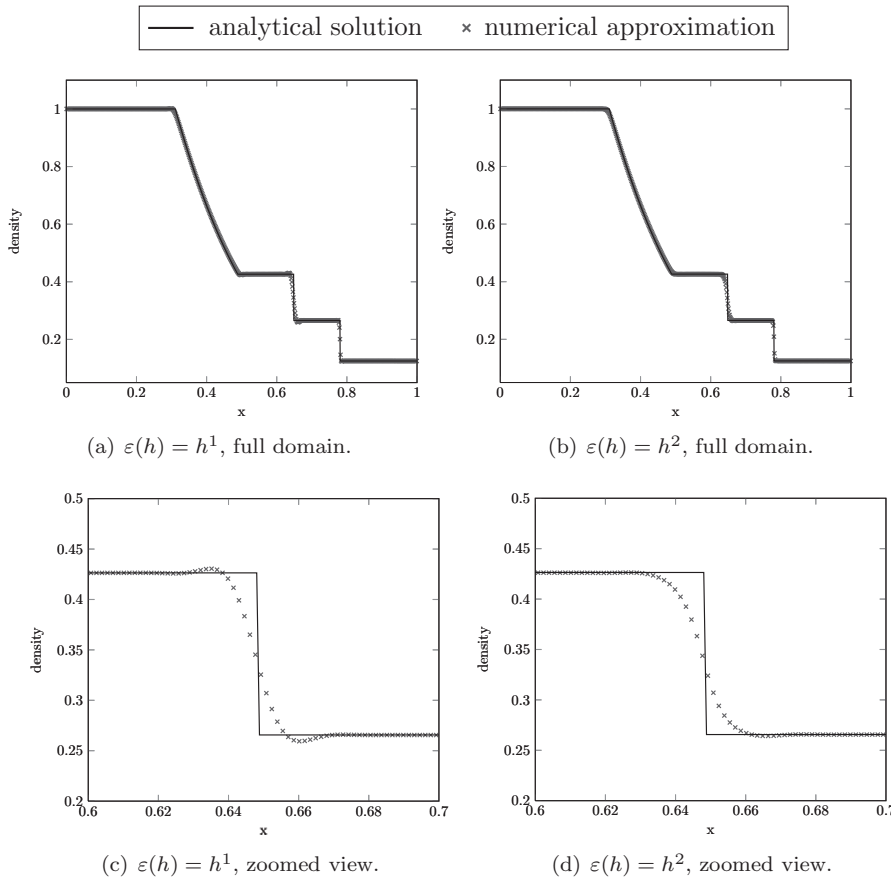 analytical solution × numerical approximation
1
0.8
0.6
0.4
0.2
density
0 0.2 0.4 0.6 0.8 1
x
(a) ε(h) = h¹, full domain.
1
0.8
0.6
0.4
0.2
density
0 0.2 0.4 0.6 0.8 1
x
(b) ε(h) = h², full domain.
0.5
0.45
0.4
0.35
0.3
0.25
0.2
density
0.6 0.62 0.64 0.66 0.68 0.7
x
(c) ε(h) = h¹, zoomed view.
0.5
0.45
0.4
0.35
0.3
0.25
0.2
density
0.6 0.62 0.64 0.66 0.68 0.7
x
(d) ε(h) = h², zoomed view.